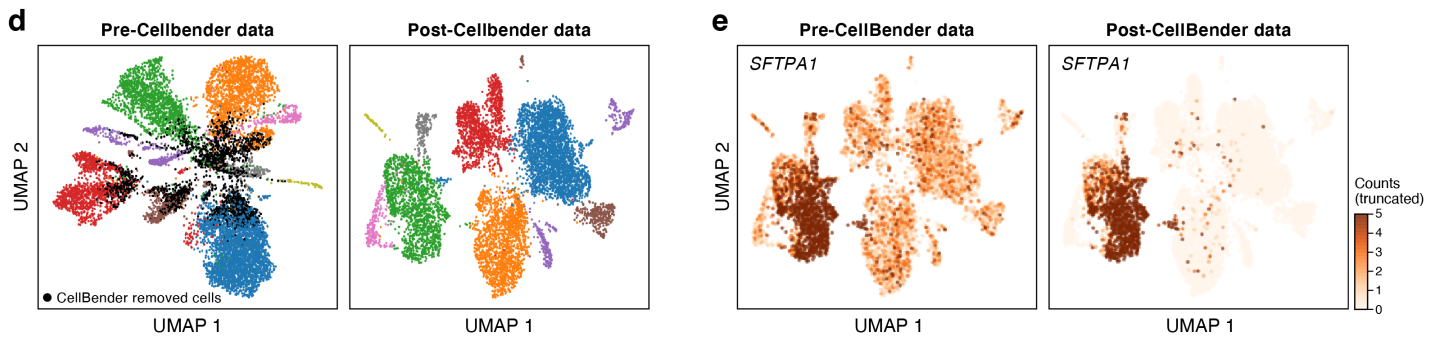 d
Pre-Cellbender data
Post-Cellbender data
UMAP 2
CellBender removed cells
UMAP 1
UMAP 1
e
Pre-CellBender data
Post-CellBender data
SFTPA1
SFTPA1
UMAP 2
UMAP 1
UMAP 1
Counts
(truncated)
5
4
3
2
1
0